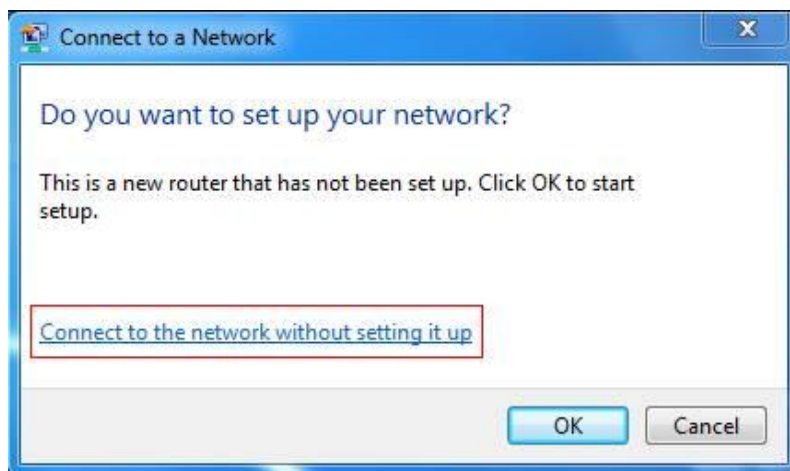 Connect to a Network
Do you want to set up your network?
This is a new router that has not been set up. Click OK to start
setup.
Connect to the network without setting it up
OK
Cancel